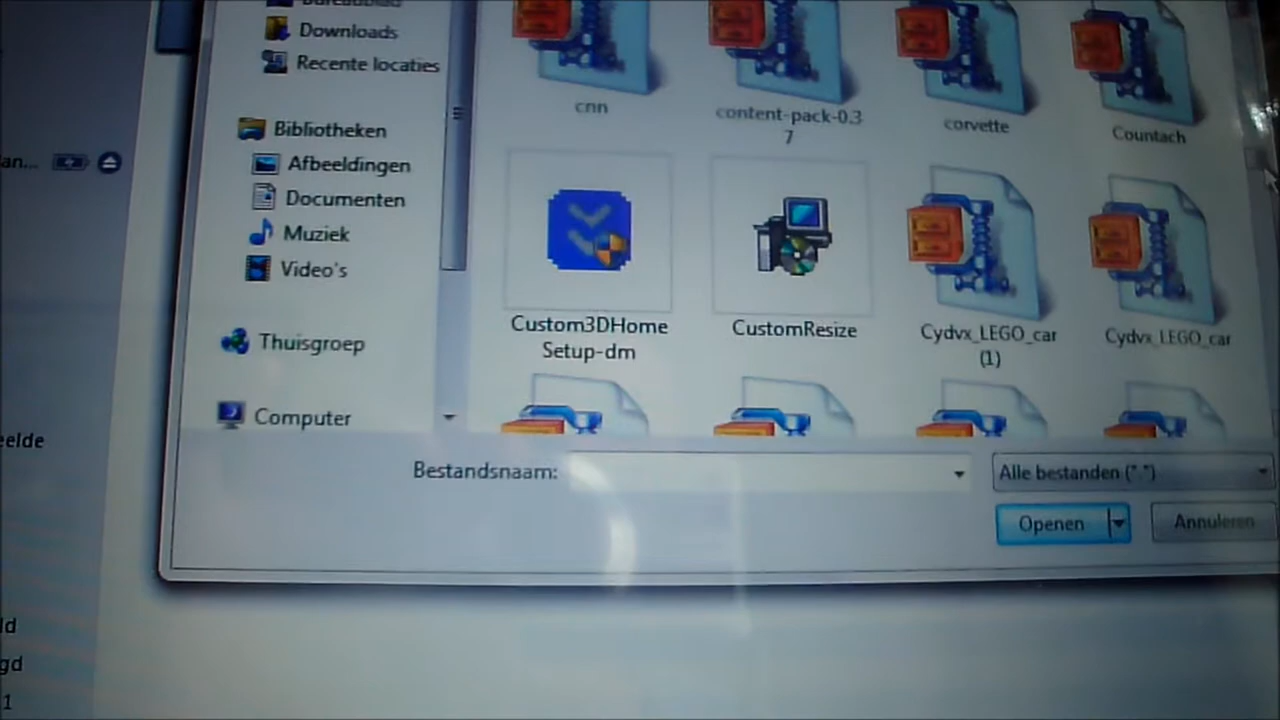 Downloads
Recente locaties
Bibliotheken
Afbeeldingen
Documenten
Muziek
Video's
Thuisgroep
Computer
an...
eelde
ld
gd
1
cnn
content-pack-0.3
7
corvette
Countach
Custom3DHome
Setup-dm
CustomResize
Cydvx_LEGO_car
(1)
Cydvx_LEGO_car
Bestandsnaam:
Alle bestanden (*.*)
Openen
Annuleren